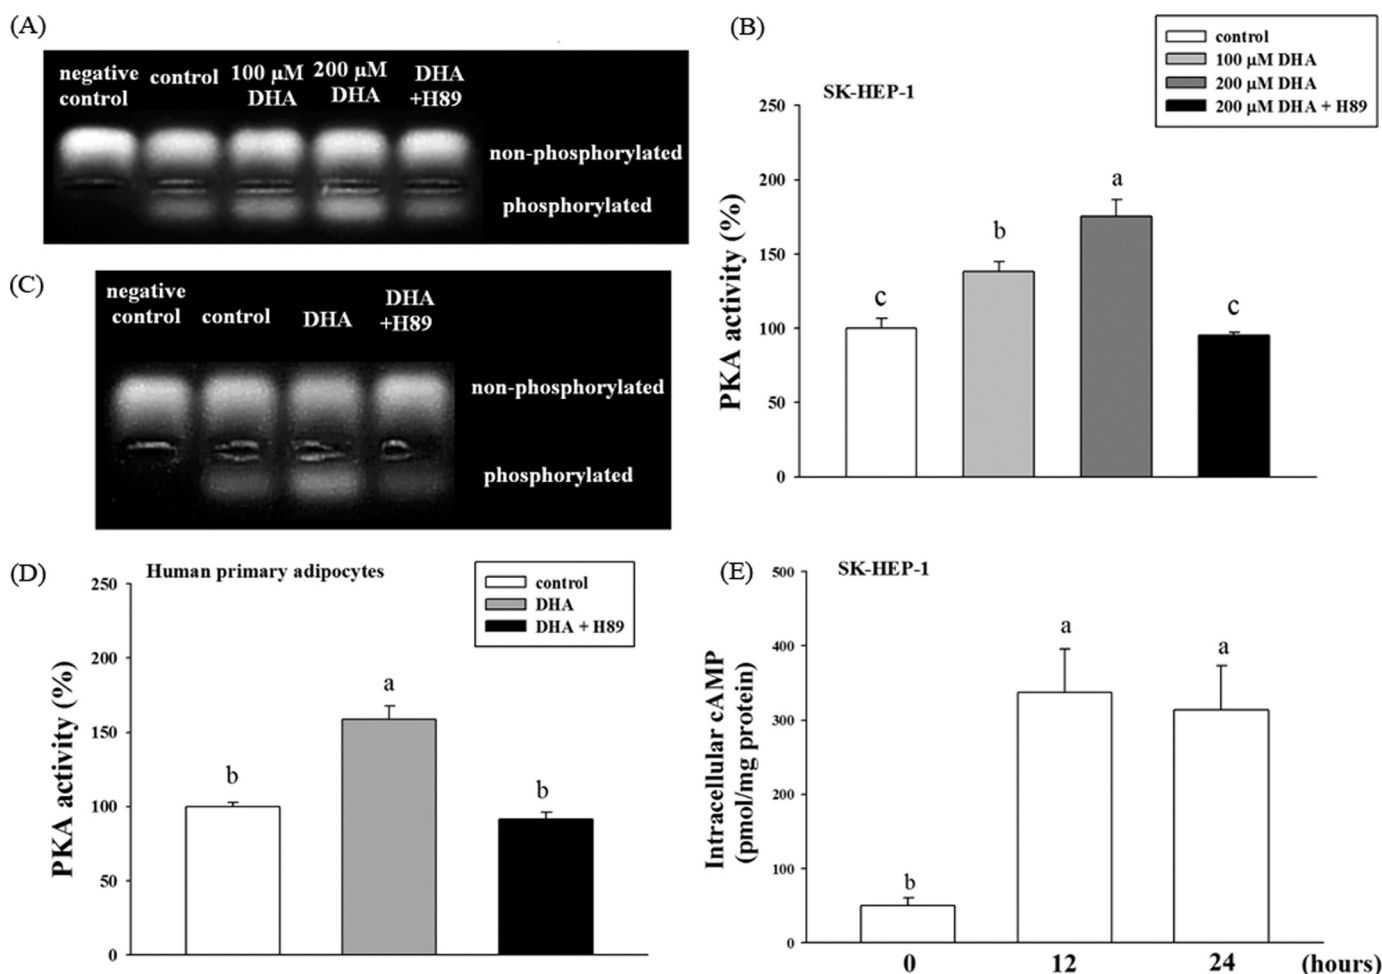 (A)
negative
control
control
100 μM
DHA
200 μM
DHA
DHA
+H89
non-phosphorylated
phosphorylated
(B)
control
100 μM DHA
200 μM DHA
200 μM DHA + H89
SK-HEP-1
PKA activity (%)
250
200
150
100
50
0
c
b
a
c
(C)
negative
control
control
DHA
DHA
+H89
non-phosphorylated
phosphorylated
(D)
Human primary adipocytes
control
DHA
DHA + H89
PKA activity (%)
250
200
150
100
50
0
b
a
b
(E)
SK-HEP-1
Intracellular cAMP
(pmol/mg protein)
500
400
300
200
100
0
b
a
a
0 12 24 (hours)